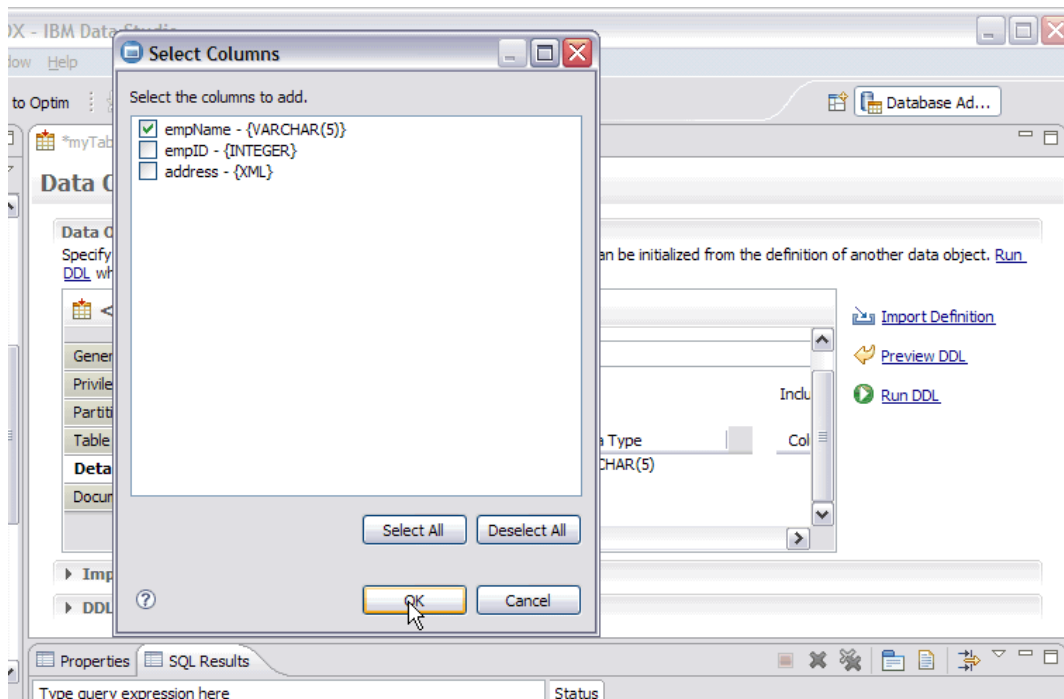 OX - IBM Data Studio
Select Columns
dow Help
Select the columns to add.
to Optim
Database Ad...
empName - {VARCHAR(5)}
empID - {INTEGER}
address - {XML}
*myTab
Data O
Data O
Specify
an be initialized from the definition of another data object. Run
DDL wh
<
Import Definition
Gener
Preview DDL
Privile
Inclu
Run DDL
Partiti
Table
a Type
Col
Deta
CHAR(5)
Docur
Select All
Deselect All
Imp
?
OK
Cancel
DDL
Properties
SQL Results
Type query expression here
Status